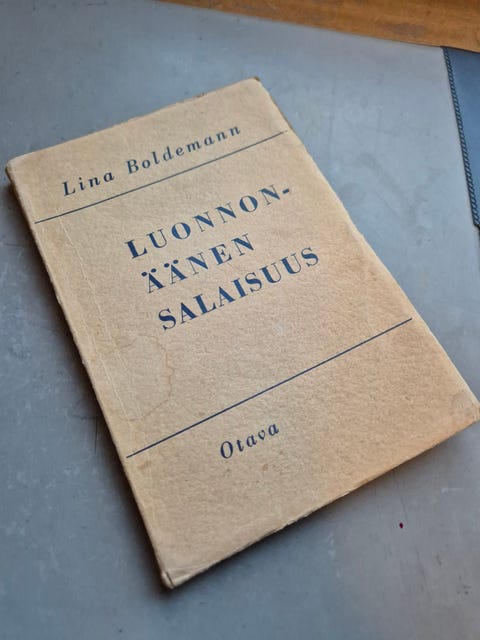 Lina Boldemann
LUONNON-
ÄÄNEN
SALAISUUS
Otava